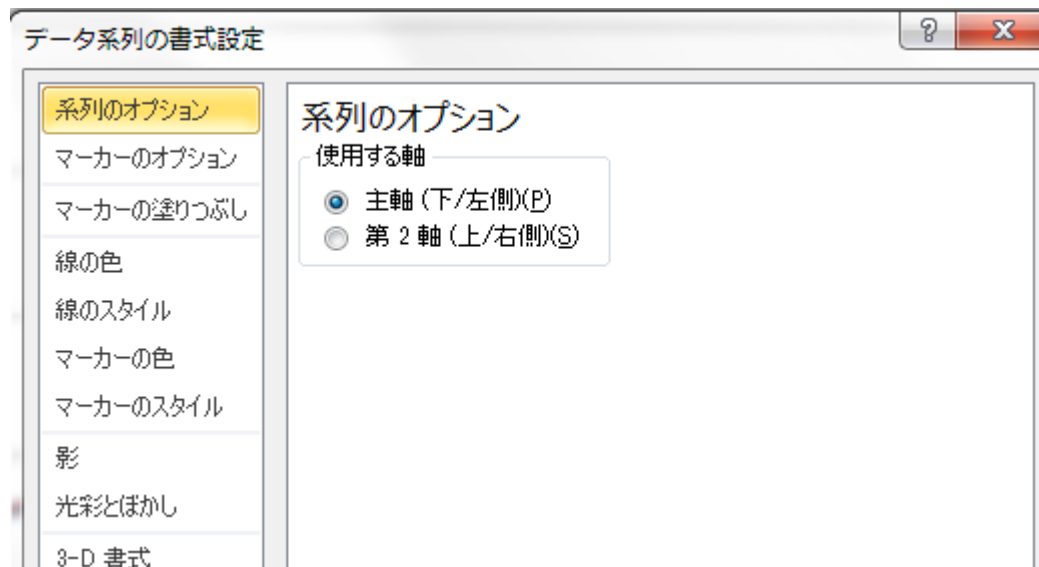 データ系列の書式設定
系列のオプション
マーカーのオプション
マーカーの塗りつぶし
線の色
線のスタイル
マーカーの色
マーカーのスタイル
影
光彩とぼかし
3-D 書式
系列のオプション
使用する軸
主軸 (下/左側)(P)
第 2 軸 (上/右側)(S)